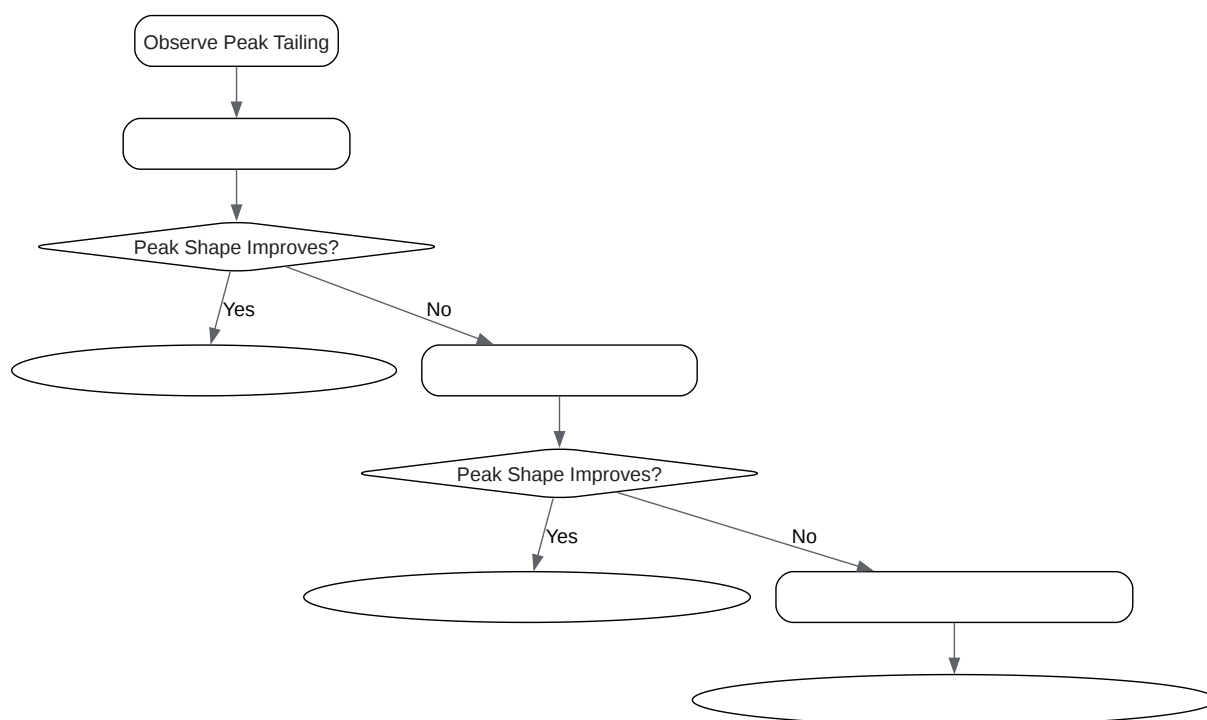 Observe Peak Tailing
Peak Shape Improves?
Yes
No
Peak Shape Improves?
Yes
No